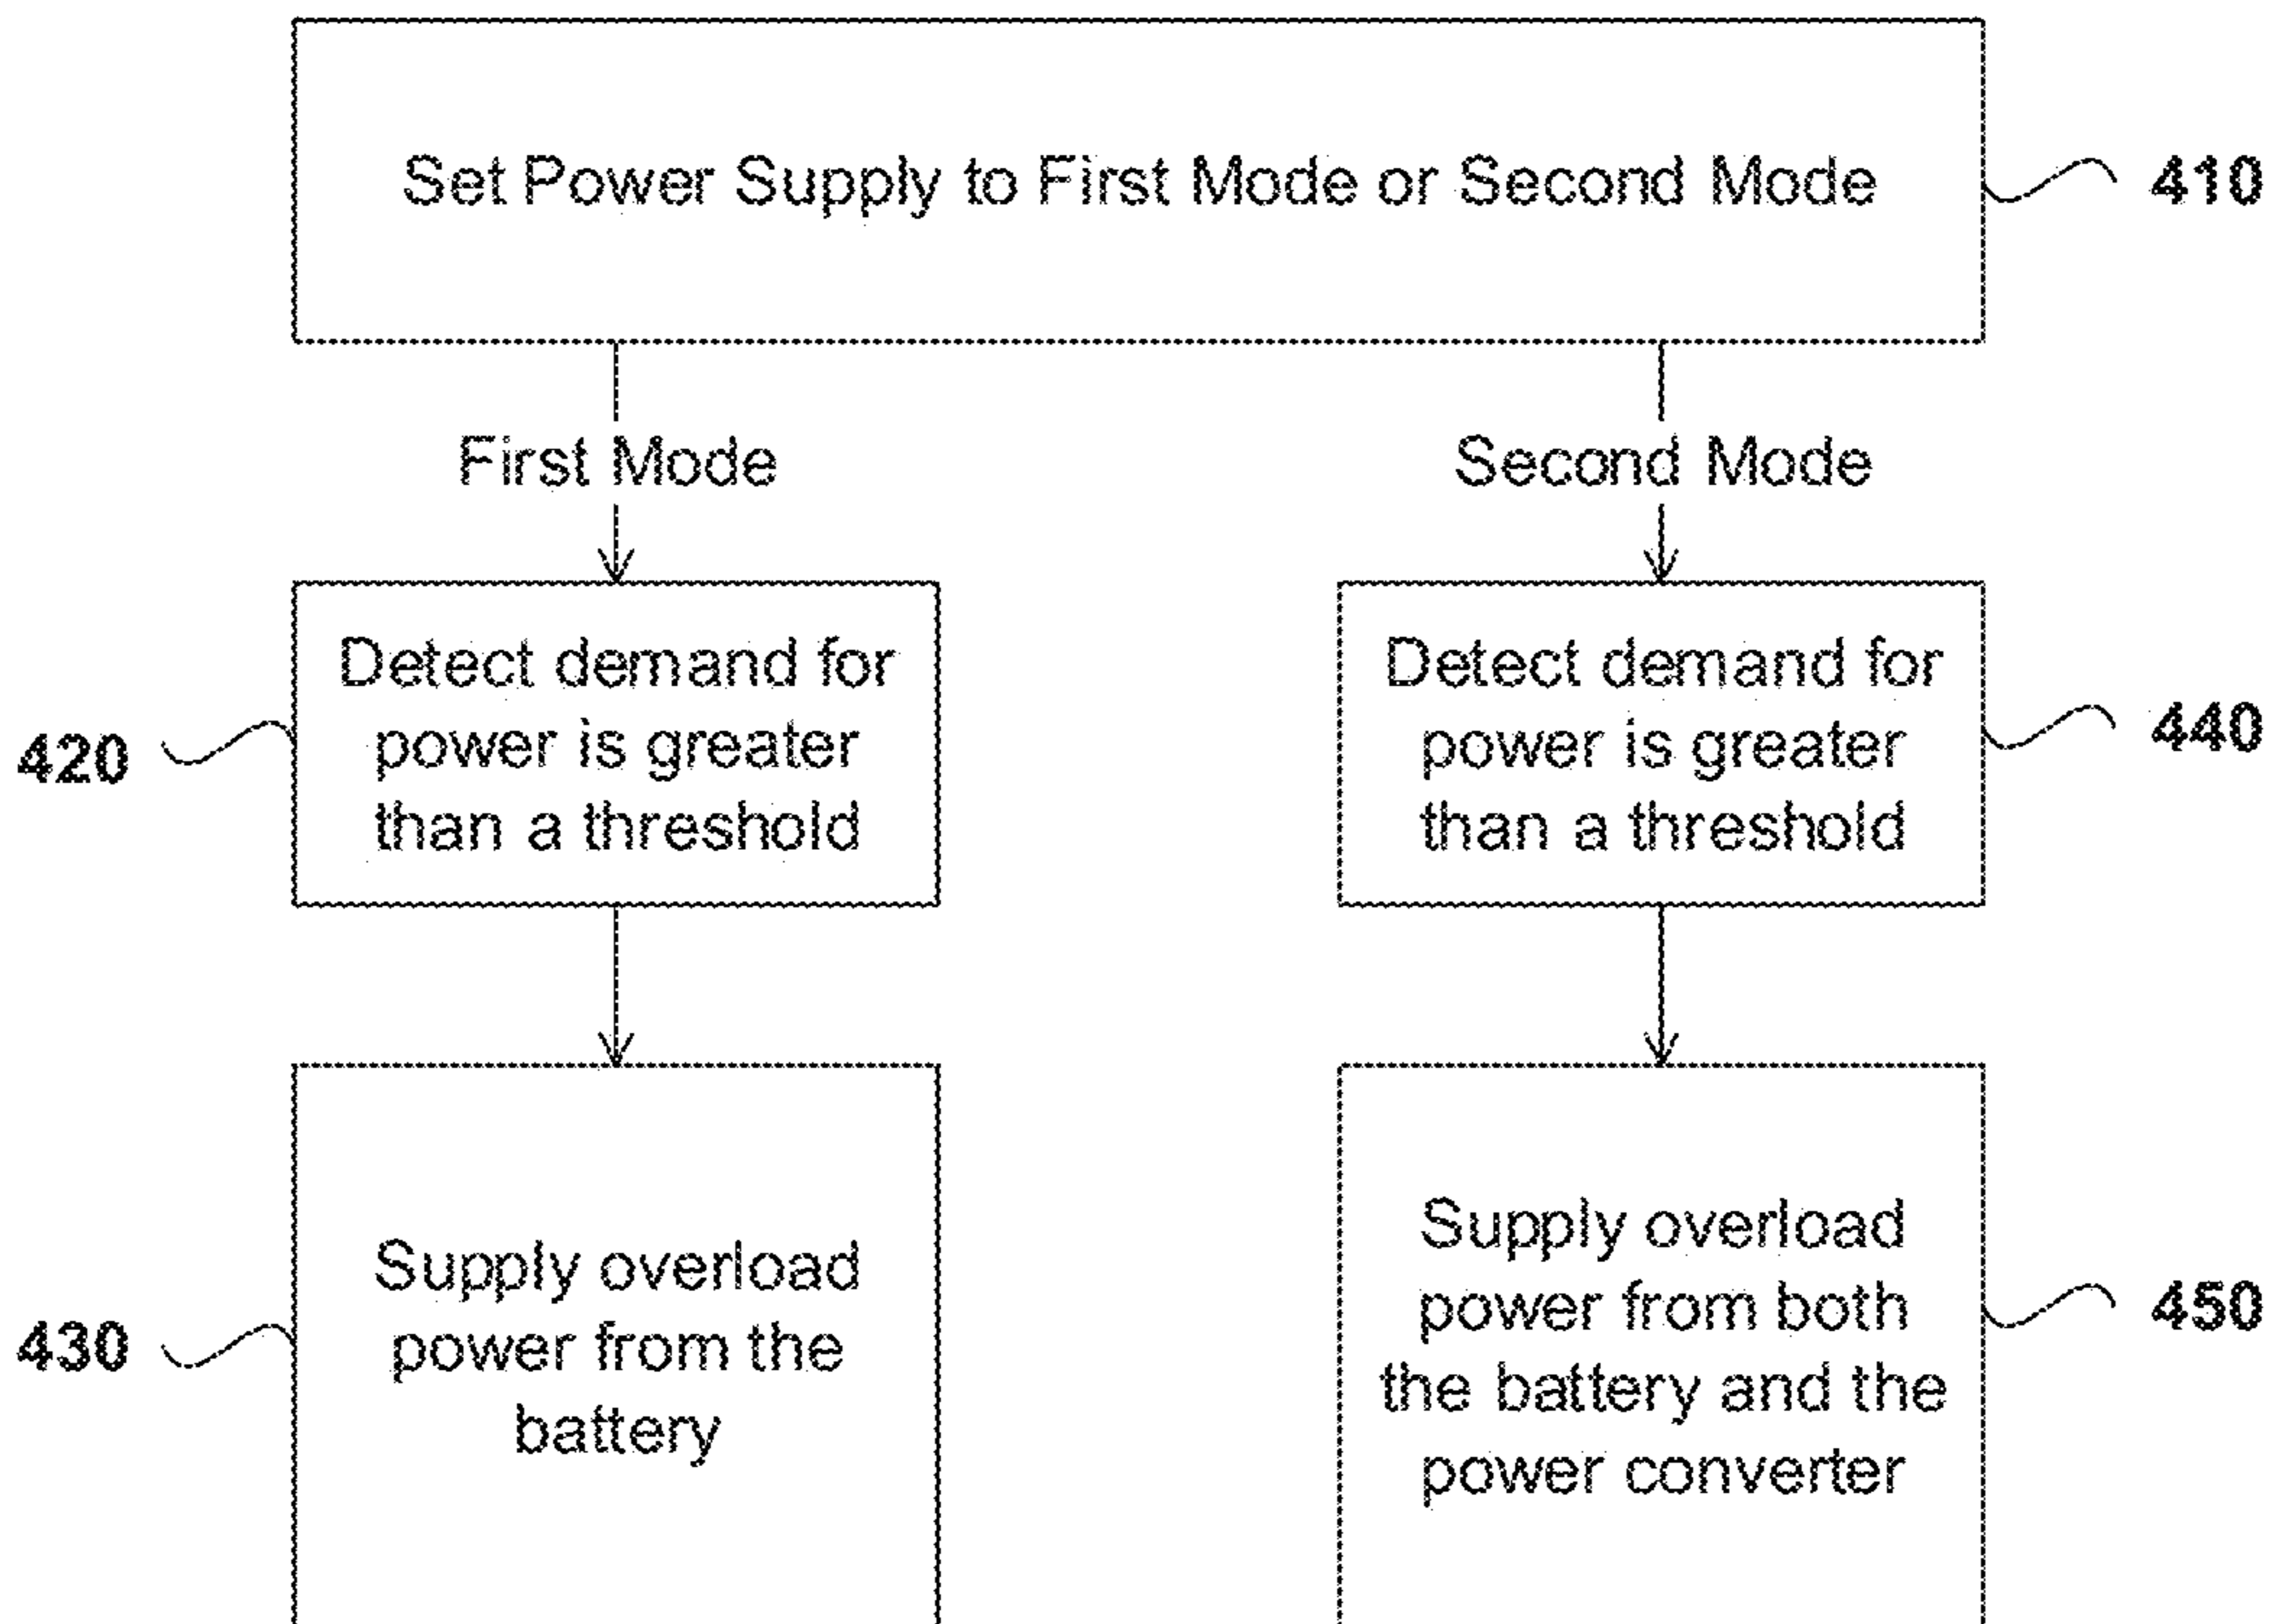 Set Power Supply to First Mode or Second Mode
410
First Mode
Second Mode
Detect demand for
power is greater
than a threshold
420
Detect demand for
power is greater
than a threshold
440
Supply overload
power from the
battery
430
Supply overload
power from both
the battery and the
power converter
450